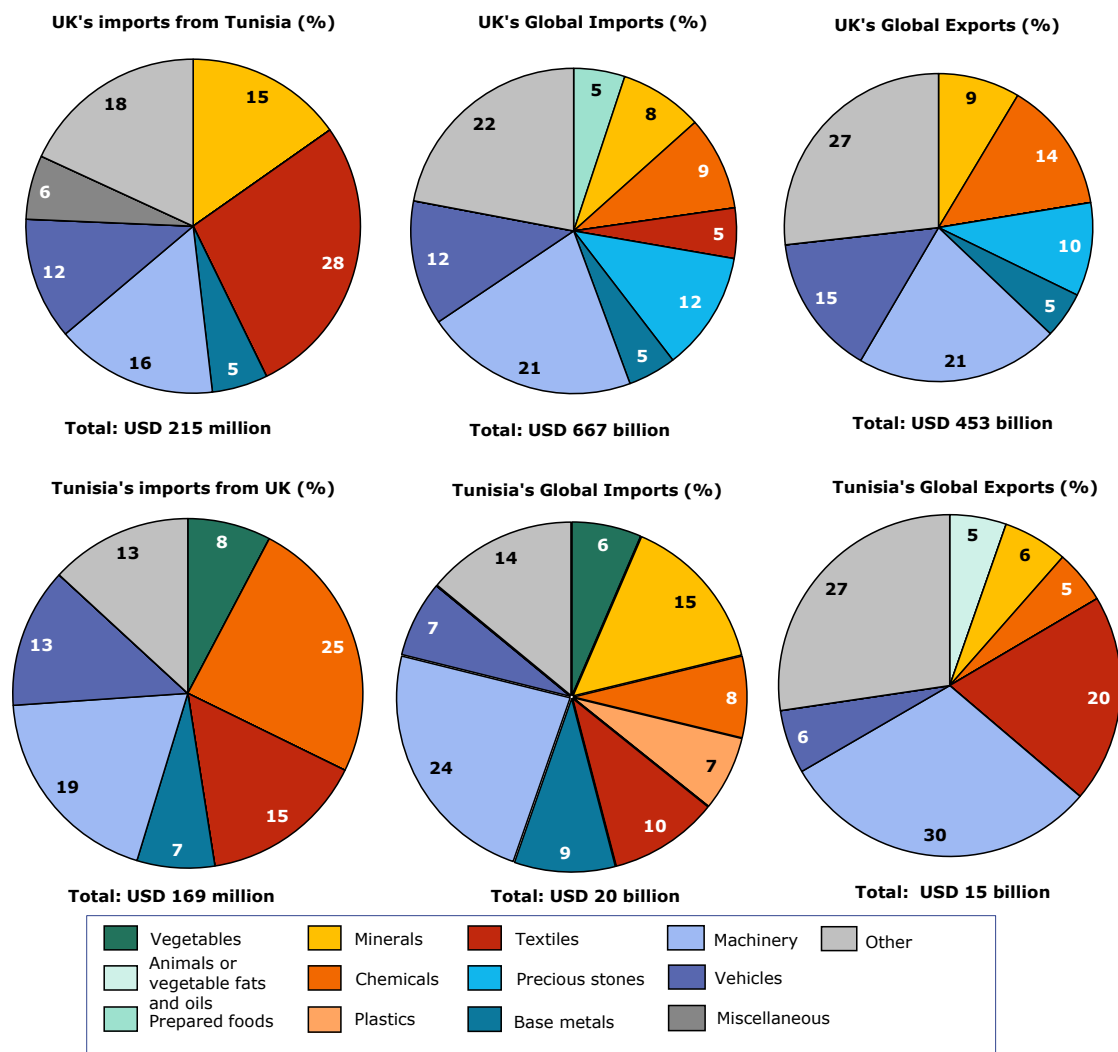 UK's imports from Tunisia (%)
15
28
5
16
12
6
18
Total: USD 215 million
UK's Global Imports (%)
5
8
9
5
12
5
21
12
22
Total: USD 667 billion
UK's Global Exports (%)
9
14
10
5
21
15
27
Total: USD 453 billion
Tunisia's imports from UK (%)
8
25
15
7
19
13
13
Total: USD 169 million
Tunisia's Global Imports (%)
6
15
8
7
10
9
24
7
14
Total: USD 20 billion
Tunisia's Global Exports (%)
5
6
5
20
30
6
27
Total: USD 15 billion
Vegetables
Animals or
vegetable fats
and oils
Prepared foods
Minerals
Chemicals
Plastics
Textiles
Precious stones
Base metals
Machinery
Vehicles
Miscellaneous
Other